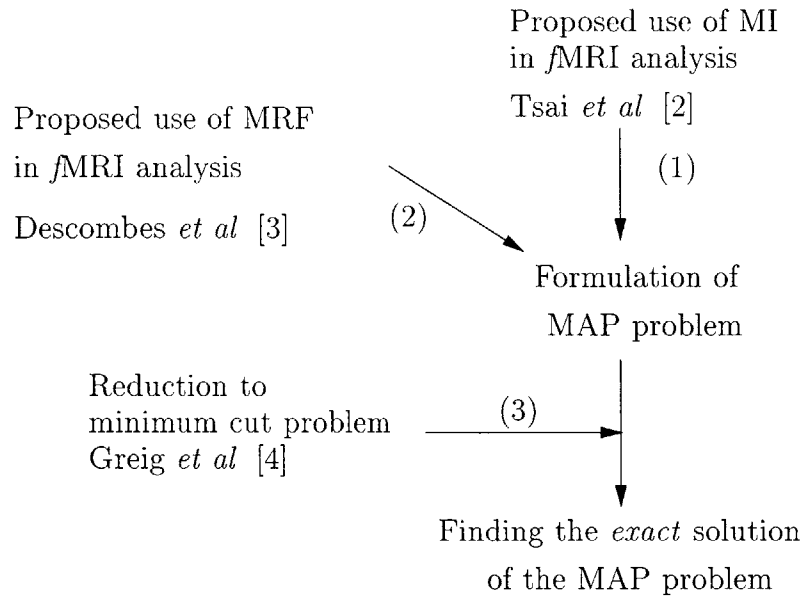 Proposed use of MI
in fMRI analysis
Tsai et al [2]
(1)
Proposed use of MRF
in fMRI analysis
Descombes et al [3]
(2)
Formulation of
MAP problem
Reduction to
minimum cut problem
Greig et al [4]
(3)
Finding the exact solution
of the MAP problem